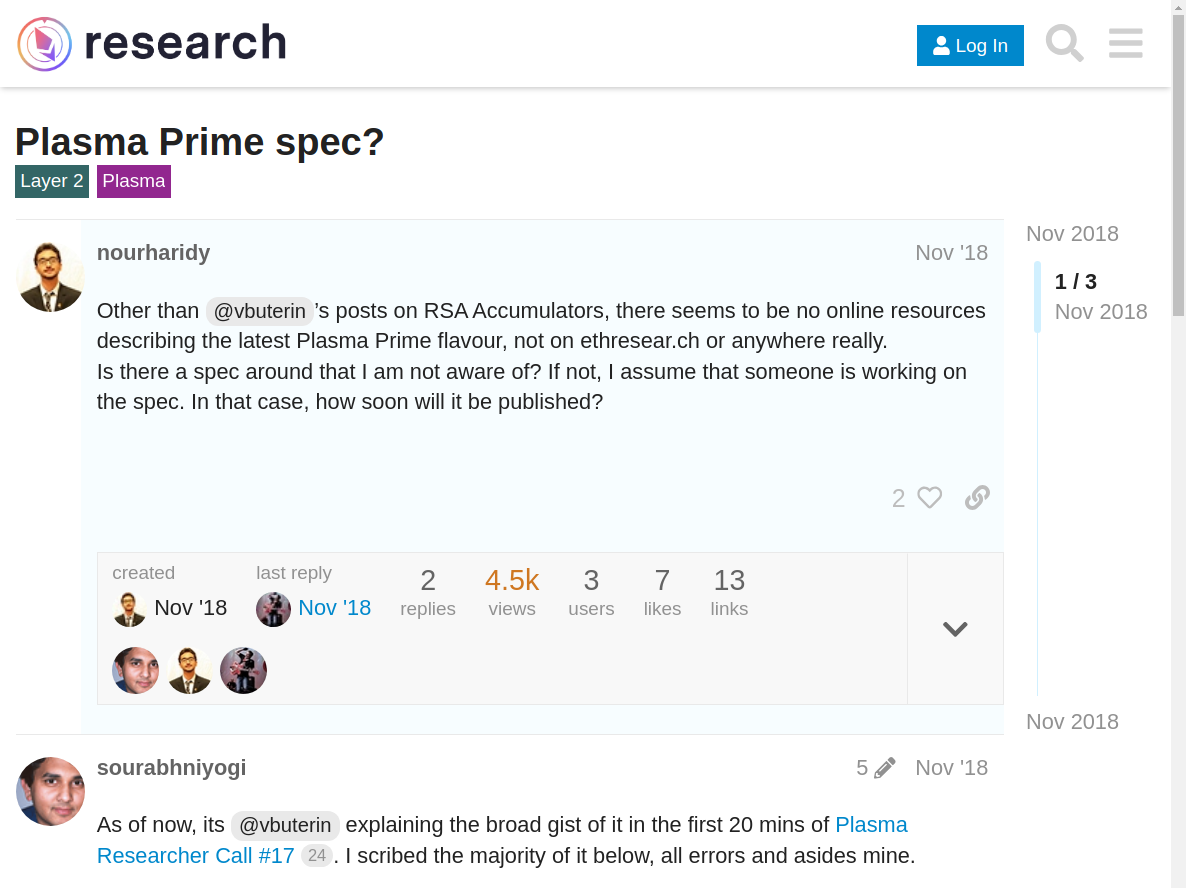 research
Log In
Plasma Prime spec?
Layer 2 Plasma
Nov 2018
nourharidy Nov '18
1 / 3
Nov 2018
Other than @vbuterin's posts on RSA Accumulators, there seems to be no online resources
describing the latest Plasma Prime flavour, not on ethresear.ch or anywhere really.
Is there a spec around that I am not aware of? If not, I assume that someone is working on
the spec. In that case, how soon will it be published?
2
created last reply 2 4.5k 3 7 13
Nov '18 Nov '18 replies views users likes links
Nov 2018
sourabhniyogi 5 Nov '18
As of now, its @vbuterin explaining the broad gist of it in the first 20 mins of Plasma
Researcher Call #17 24. I scribed the majority of it below, all errors and asides mine.